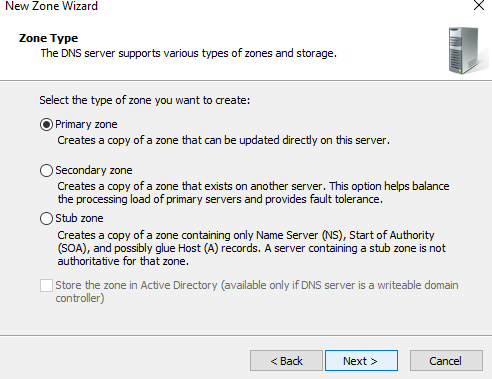 New Zone Wizard
Zone Type
The DNS server supports various types of zones and storage.
Select the type of zone you want to create:
Primary zone
Creates a copy of a zone that can be updated directly on this server.
Secondary zone
Creates a copy of a zone that exists on another server. This option helps balance
the processing load of primary servers and provides fault tolerance.
Stub zone
Creates a copy of a zone containing only Name Server (NS), Start of Authority
(SOA), and possibly glue Host (A) records. A server containing a stub zone is not
authoritative for that zone.
Store the zone in Active Directory (available only if DNS server is a writeable domain
controller)
< Back Next > Cancel